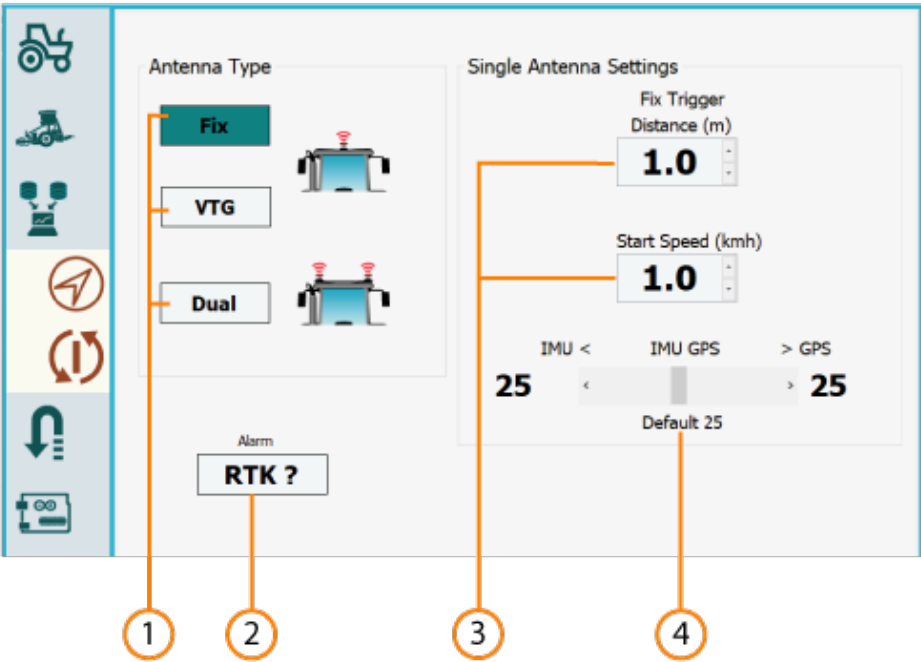 Antenna Type
Fix
VTG
Dual
Alarm
RTK ?
Single Antenna Settings
Fix Trigger
Distance (m)
1.0
Start Speed (kmh)
1.0
IMU < IMU GPS > GPS
25 < > 25
Default 25
1 2 3 4